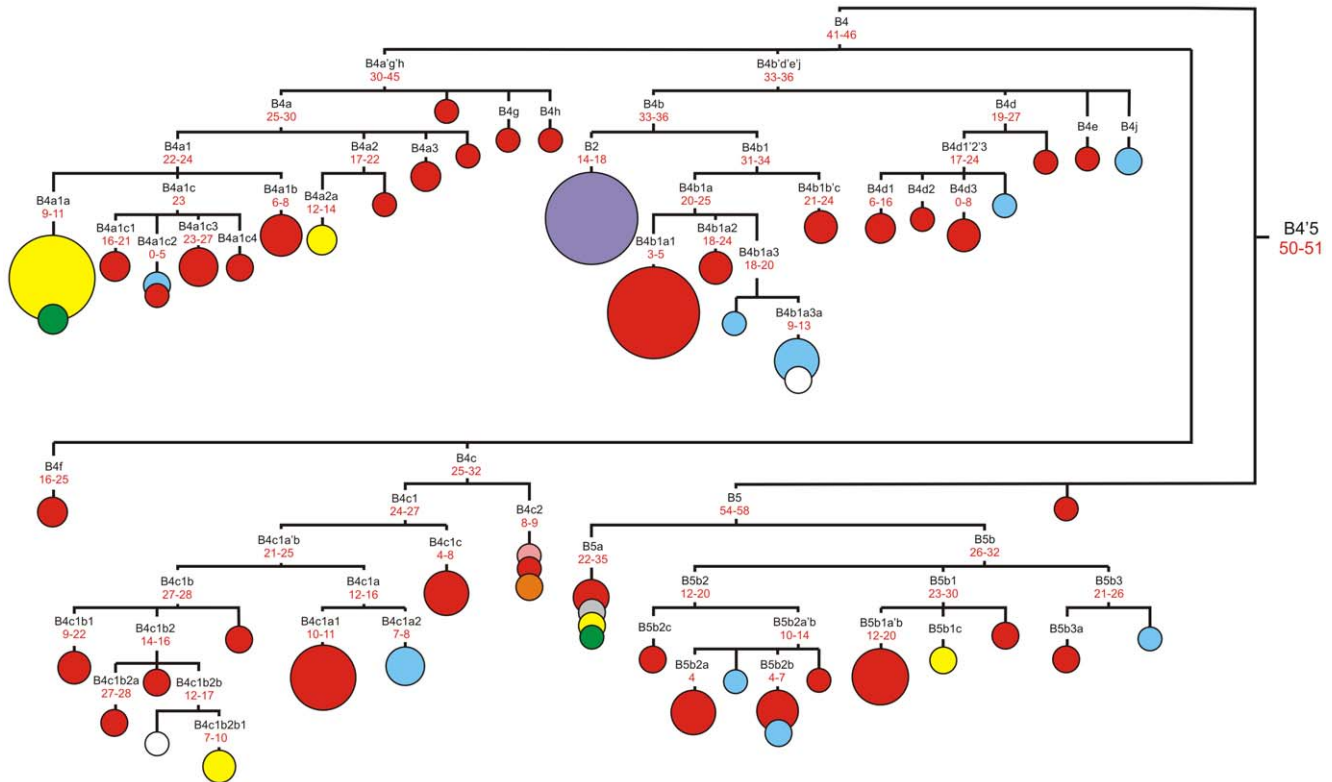 B4
41-46
B4a'g'h
30-45
B4b'd'e'j
33-36
B4a
25-30
B4g
B4h
B4b
33-36
B4d
19-27
B4e
B4j
B4a1
22-24
B4a2
17-22
B4a3
B2
14-18
B4b1
31-34
B4d1'2'3
17-24
B4a1a
9-11
B4a1c
23
B4a1b
6-8
B4a2a
12-14
B4b1a
20-25
B4b1b'c
21-24
B4d1
6-16
B4d2
B4d3
0-8
B4a1c1
16-21
B4a1c2
0-5
B4a1c3
23-27
B4a1c4
B4b1a1
3-5
B4b1a2
18-24
B4b1a3
18-20
B4'5
50-51
B4b1a3a
9-13
B4f
16-25
B4c
25-32
B4c1
24-27
B4c2
8-9
B5
54-58
B4c1a'b
21-25
B4c1c
4-8
B5a
22-35
B5b
26-32
B4c1b
27-28
B4c1a
12-16
B5b2
12-20
B5b1
23-30
B5b3
21-26
B4c1b1
9-22
B4c1b2
14-16
B4c1a1
10-11
B4c1a2
7-8
B5b2c
B5b2a'b
10-14
B5b1a'b
12-20
B5b1c
B5b3a
B4c1b2a
27-28
B4c1b2b
12-17
B5b2a
4
B5b2b
4-7
B4c1b2b1
7-10